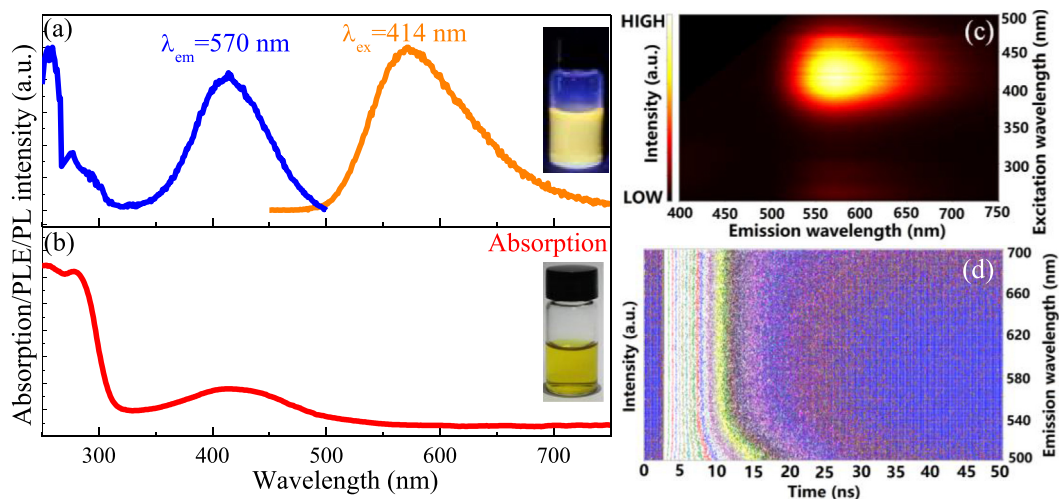 Absorption/PLE/PL intensity (a.u.)
(a)
λem=570 nm
λex=414 nm
(b)
Absorption
300 400 500 600 700
Wavelength (nm)
HIGH
LOW
Intensity (a.u.)
(c)
500
450
400
350
300
Excitation wavelength (nm)
400 450 500 550 600 650 700 750
Emission wavelength (nm)
(d)
Intensity (a.u.)
700
660
620
580
540
500
Emission wavelength (nm)
0 5 10 15 20 25 30 35 40 45 50
Time (ns)